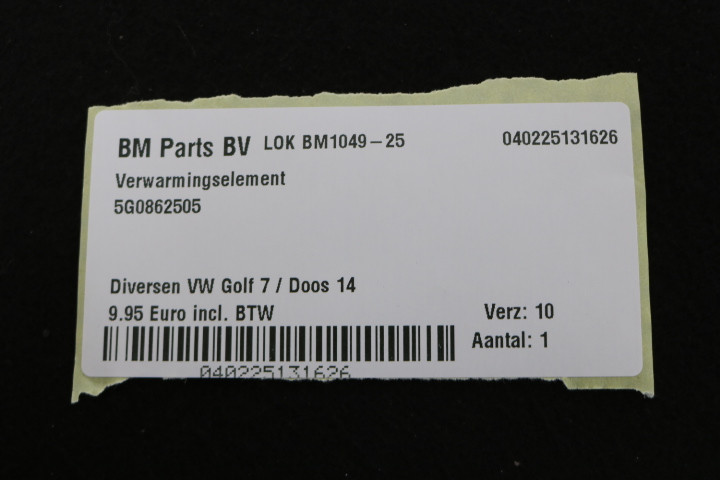 BM Parts BV LOK BM1049-25 040225131626
Verwarmingselement
5G0862505
Diversen VW Golf 7 / Doos 14
9.95 Euro incl. BTW Verz: 10
Aantal: 1
040225131626